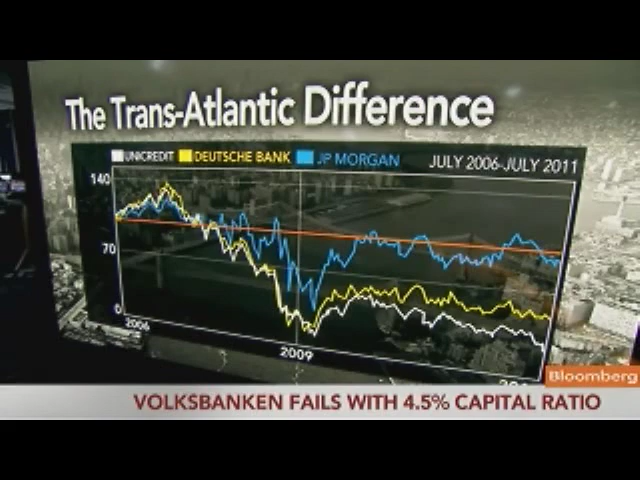 The Trans-Atlantic Difference
UNICREDIT DEUTSCHE BANK JP MORGAN JULY 2006-JULY 2011
140
70
0
2006
2009
Bloomberg
VOLKSBANKEN FAILS WITH 4.5% CAPITAL RATIO